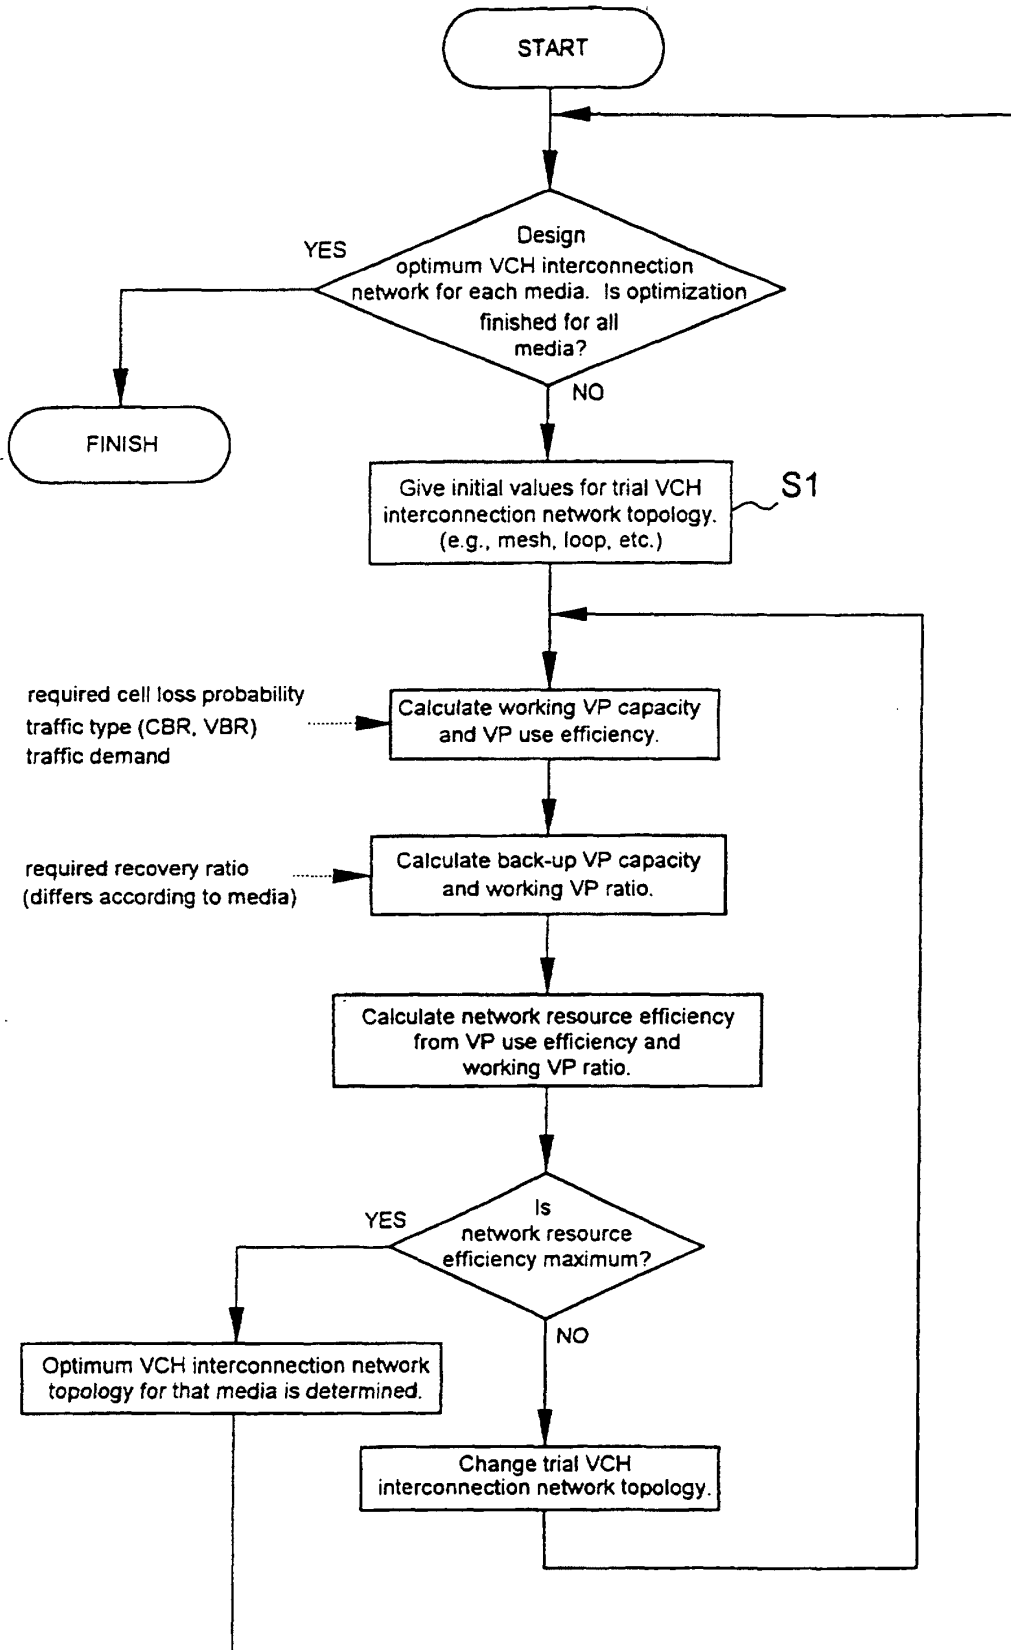 START
YES
Design
optimum VCH interconnection
network for each media. Is optimization
finished for all
media?
NO
FINISH
Give initial values for trial VCH
interconnection network topology.
(e.g., mesh, loop, etc.)
S1
required cell loss probability
traffic type (CBR, VBR)
traffic demand
Calculate working VP capacity
and VP use efficiency.
required recovery ratio
(differs according to media)
Calculate back-up VP capacity
and working VP ratio.
Calculate network resource efficiency
from VP use efficiency and
working VP ratio.
YES
Is
network resource
efficiency maximum?
NO
Optimum VCH interconnection network
topology for that media is determined.
Change trial VCH
interconnection network topology.